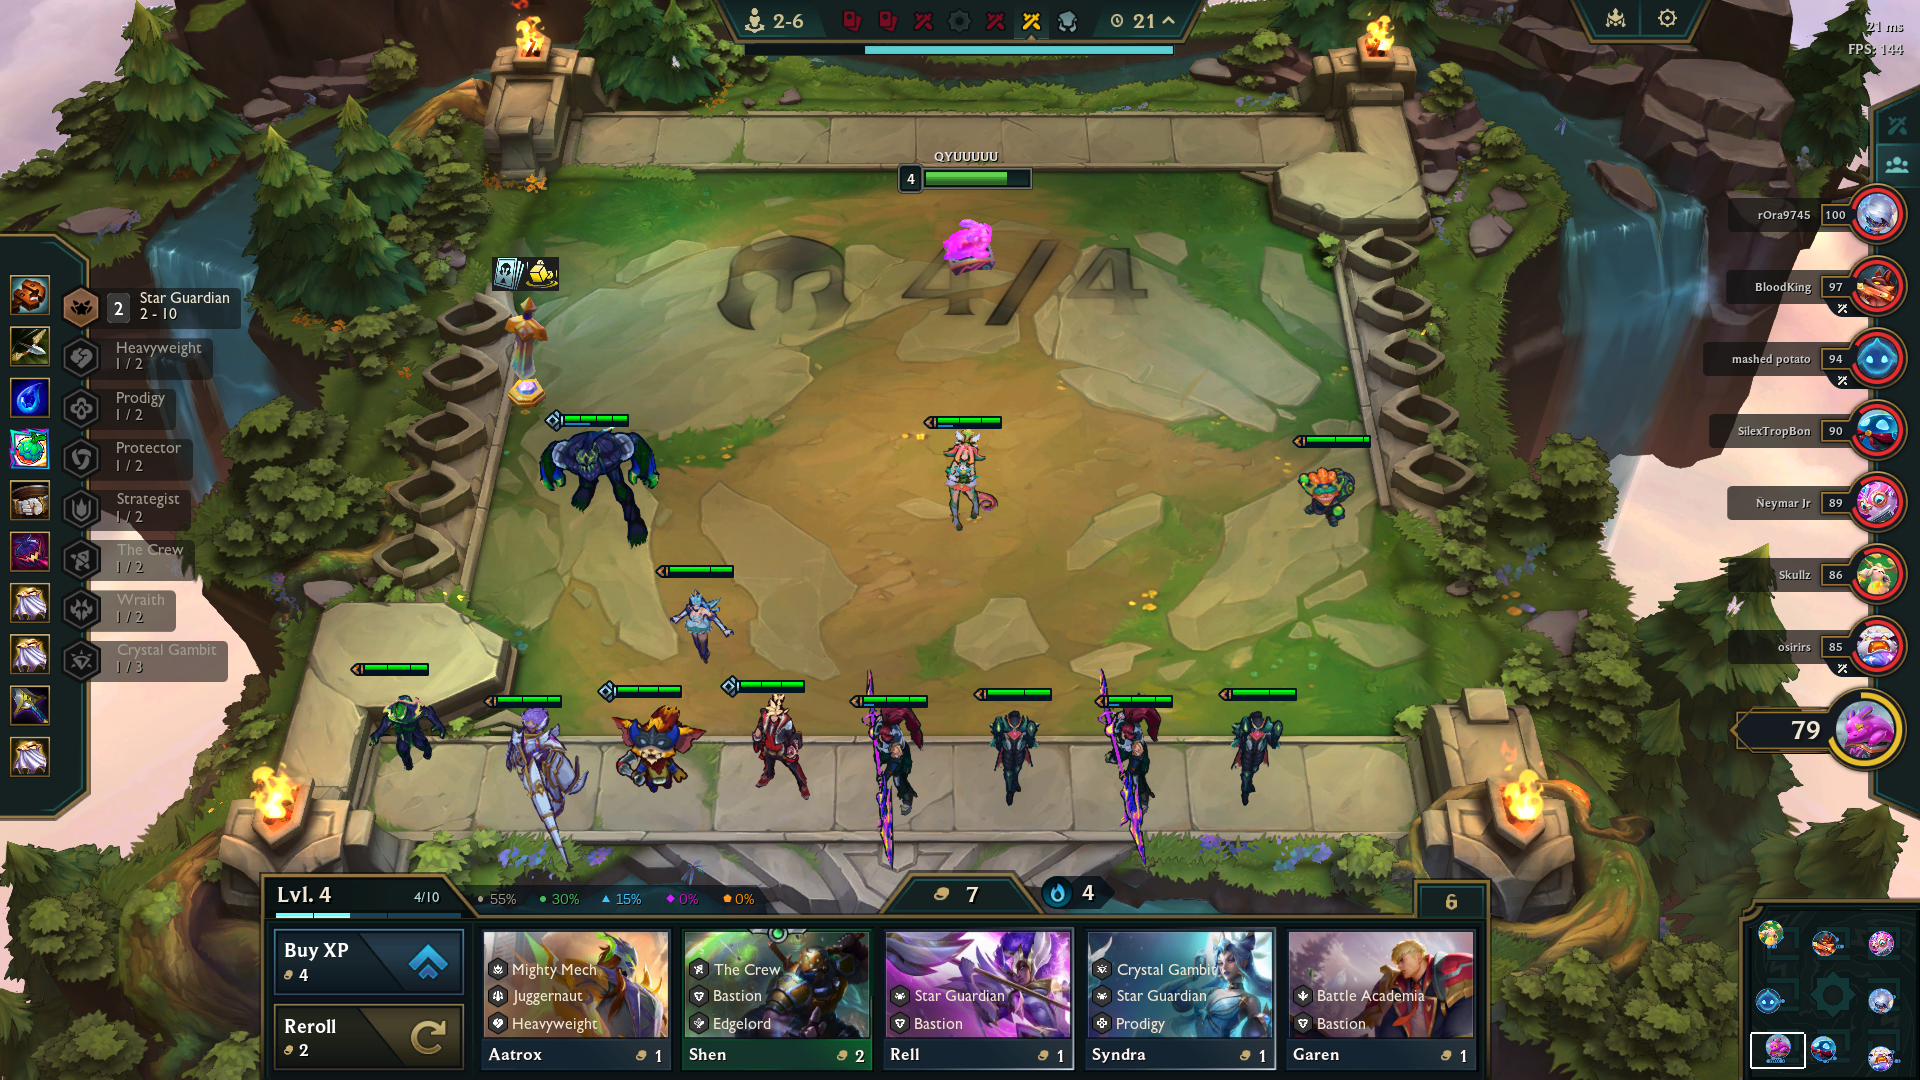 2-6
21
21 ms
FPS: 144
QYUUUUU
4
4/4
2
Star Guardian
2 - 10
Heavyweight
1 / 2
Prodigy
1 / 2
Protector
1 / 2
Strategist
1 / 2
The Crew
1 / 2
Wraith
1 / 2
Crystal Gambit
1 / 3
rOra9745 100
BloodKing 97
mashed potato 94
SilexTropBon 90
Ñeymar Jr 89
Skullz 86
osirirs 85
79
Lvl. 4
4/10
55% 30% 15% 0% 0%
7
4
6
Buy XP
4
Reroll
2
Mighty Mech
Juggernaut
Heavyweight
Aatrox 1
The Crew
Bastion
Edgelord
Shen 2
Star Guardian
Bastion
Rell 1
Crystal Gambit
Star Guardian
Prodigy
Syndra 1
Battle Academia
Bastion
Garen 1